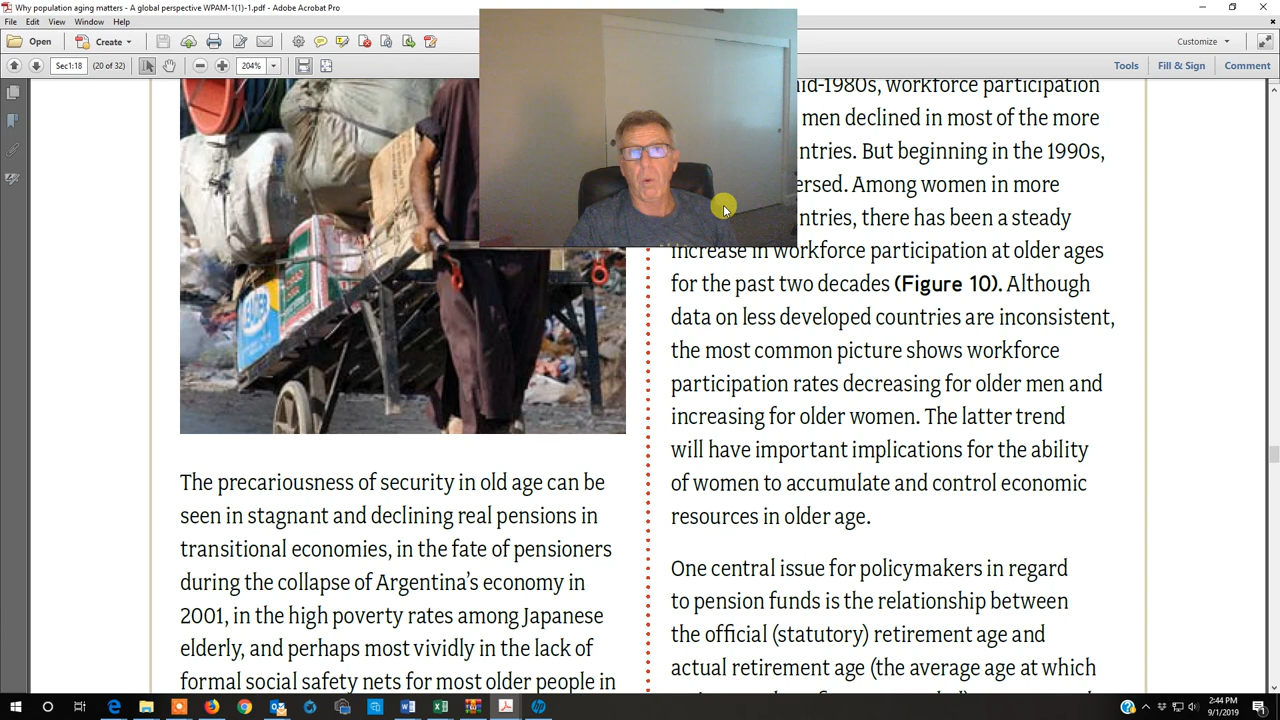 Why population aging matters - A global perspective WPAM-1(1)-1.pdf - Adobe Acrobat Pro
File Edit View Window Help
Open Create Customize
Sec1:18 (20 of 32) 204% Tools Fill & Sign Comment
The precariousness of security in old age can be
seen in stagnant and declining real pensions in
transitional economies, in the fate of pensioners
during the collapse of Argentina's economy in
2001, in the high poverty rates among Japanese
elderly, and perhaps most vividly in the lack of
formal social safety nets for most older people in
id-1980s, workforce participation
men declined in most of the more
ntries. But beginning in the 1990s,
ersed. Among women in more
ntries, there has been a steady
increase in workforce participation at older ages
for the past two decades (Figure 10). Although
data on less developed countries are inconsistent,
the most common picture shows workforce
participation rates decreasing for older men and
increasing for older women. The latter trend
will have important implications for the ability
of women to accumulate and control economic
resources in older age.
One central issue for policymakers in regard
to pension funds is the relationship between
the official (statutory) retirement age and
actual retirement age (the average age at which
2:44 PM
9/1/2019